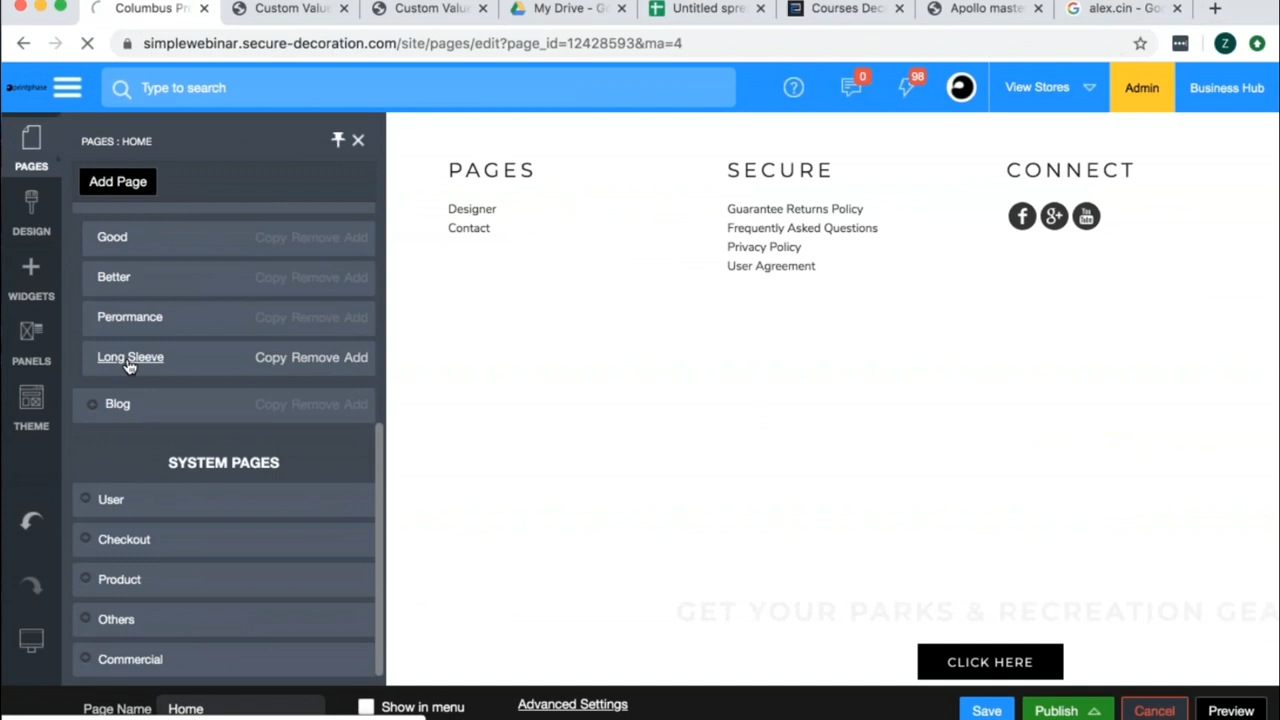 Columbus Pr
Custom Value
Custom Value
My Drive - Go
Untitled spre
Courses Dec
Apollo maste
alex.cin - Goo
simplewebinar.secure-decoration.com/site/pages/edit?page_id=12428593&ma=4
Z
printphase
Type to search
0
98
View Stores
Admin
Business Hub
PAGES
DESIGN
WIDGETS
PANELS
THEME
PAGES : HOME
Add Page
Good Copy Remove Add
Better Copy Remove Add
Perormance Copy Remove Add
Long Sleeve Copy Remove Add
Blog Copy Remove Add
SYSTEM PAGES
User
Checkout
Product
Others
Commercial
PAGES
Designer
Contact
SECURE
Guarantee Returns Policy
Frequently Asked Questions
Privacy Policy
User Agreement
CONNECT
f g+ You Tube
GET YOUR PARKS & RECREATION GEA
CLICK HERE
Page Name Home Show in menu Advanced Settings Save Publish Cancel Preview